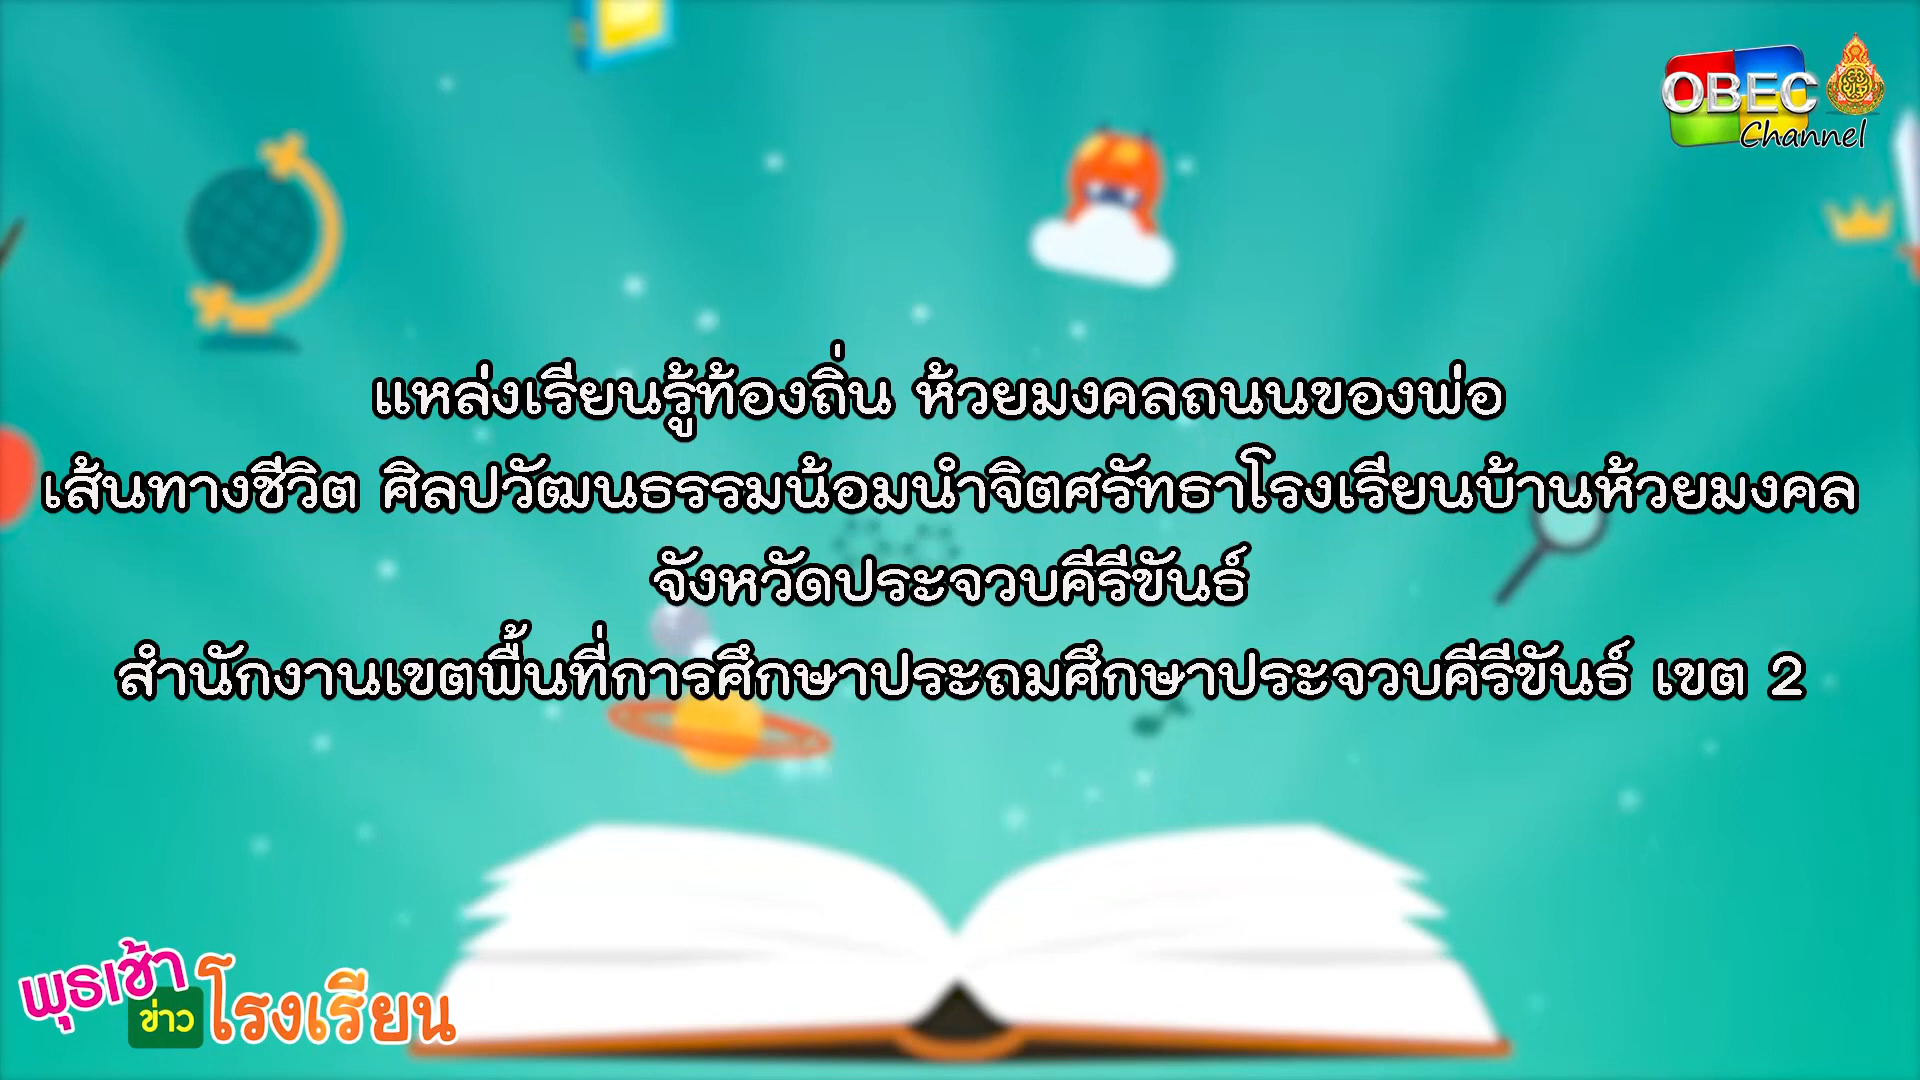 OBEC
Channel
แหล่งเรียนรู้ท้องถิ่น ห้วยมงคลถนนของพ่อ
เส้นทางชีวิต ศิลปวัฒนธรรมน้อมนำจิตศรัทธาโรงเรียนบ้านห้วยมงคล
จังหวัดประจวบคีรีขันธ์
สำนักงานเขตพื้นที่การศึกษาประถมศึกษาประจวบคีรีขันธ์ เขต 2
พุธเช้า
ข่าว โรงเรียน